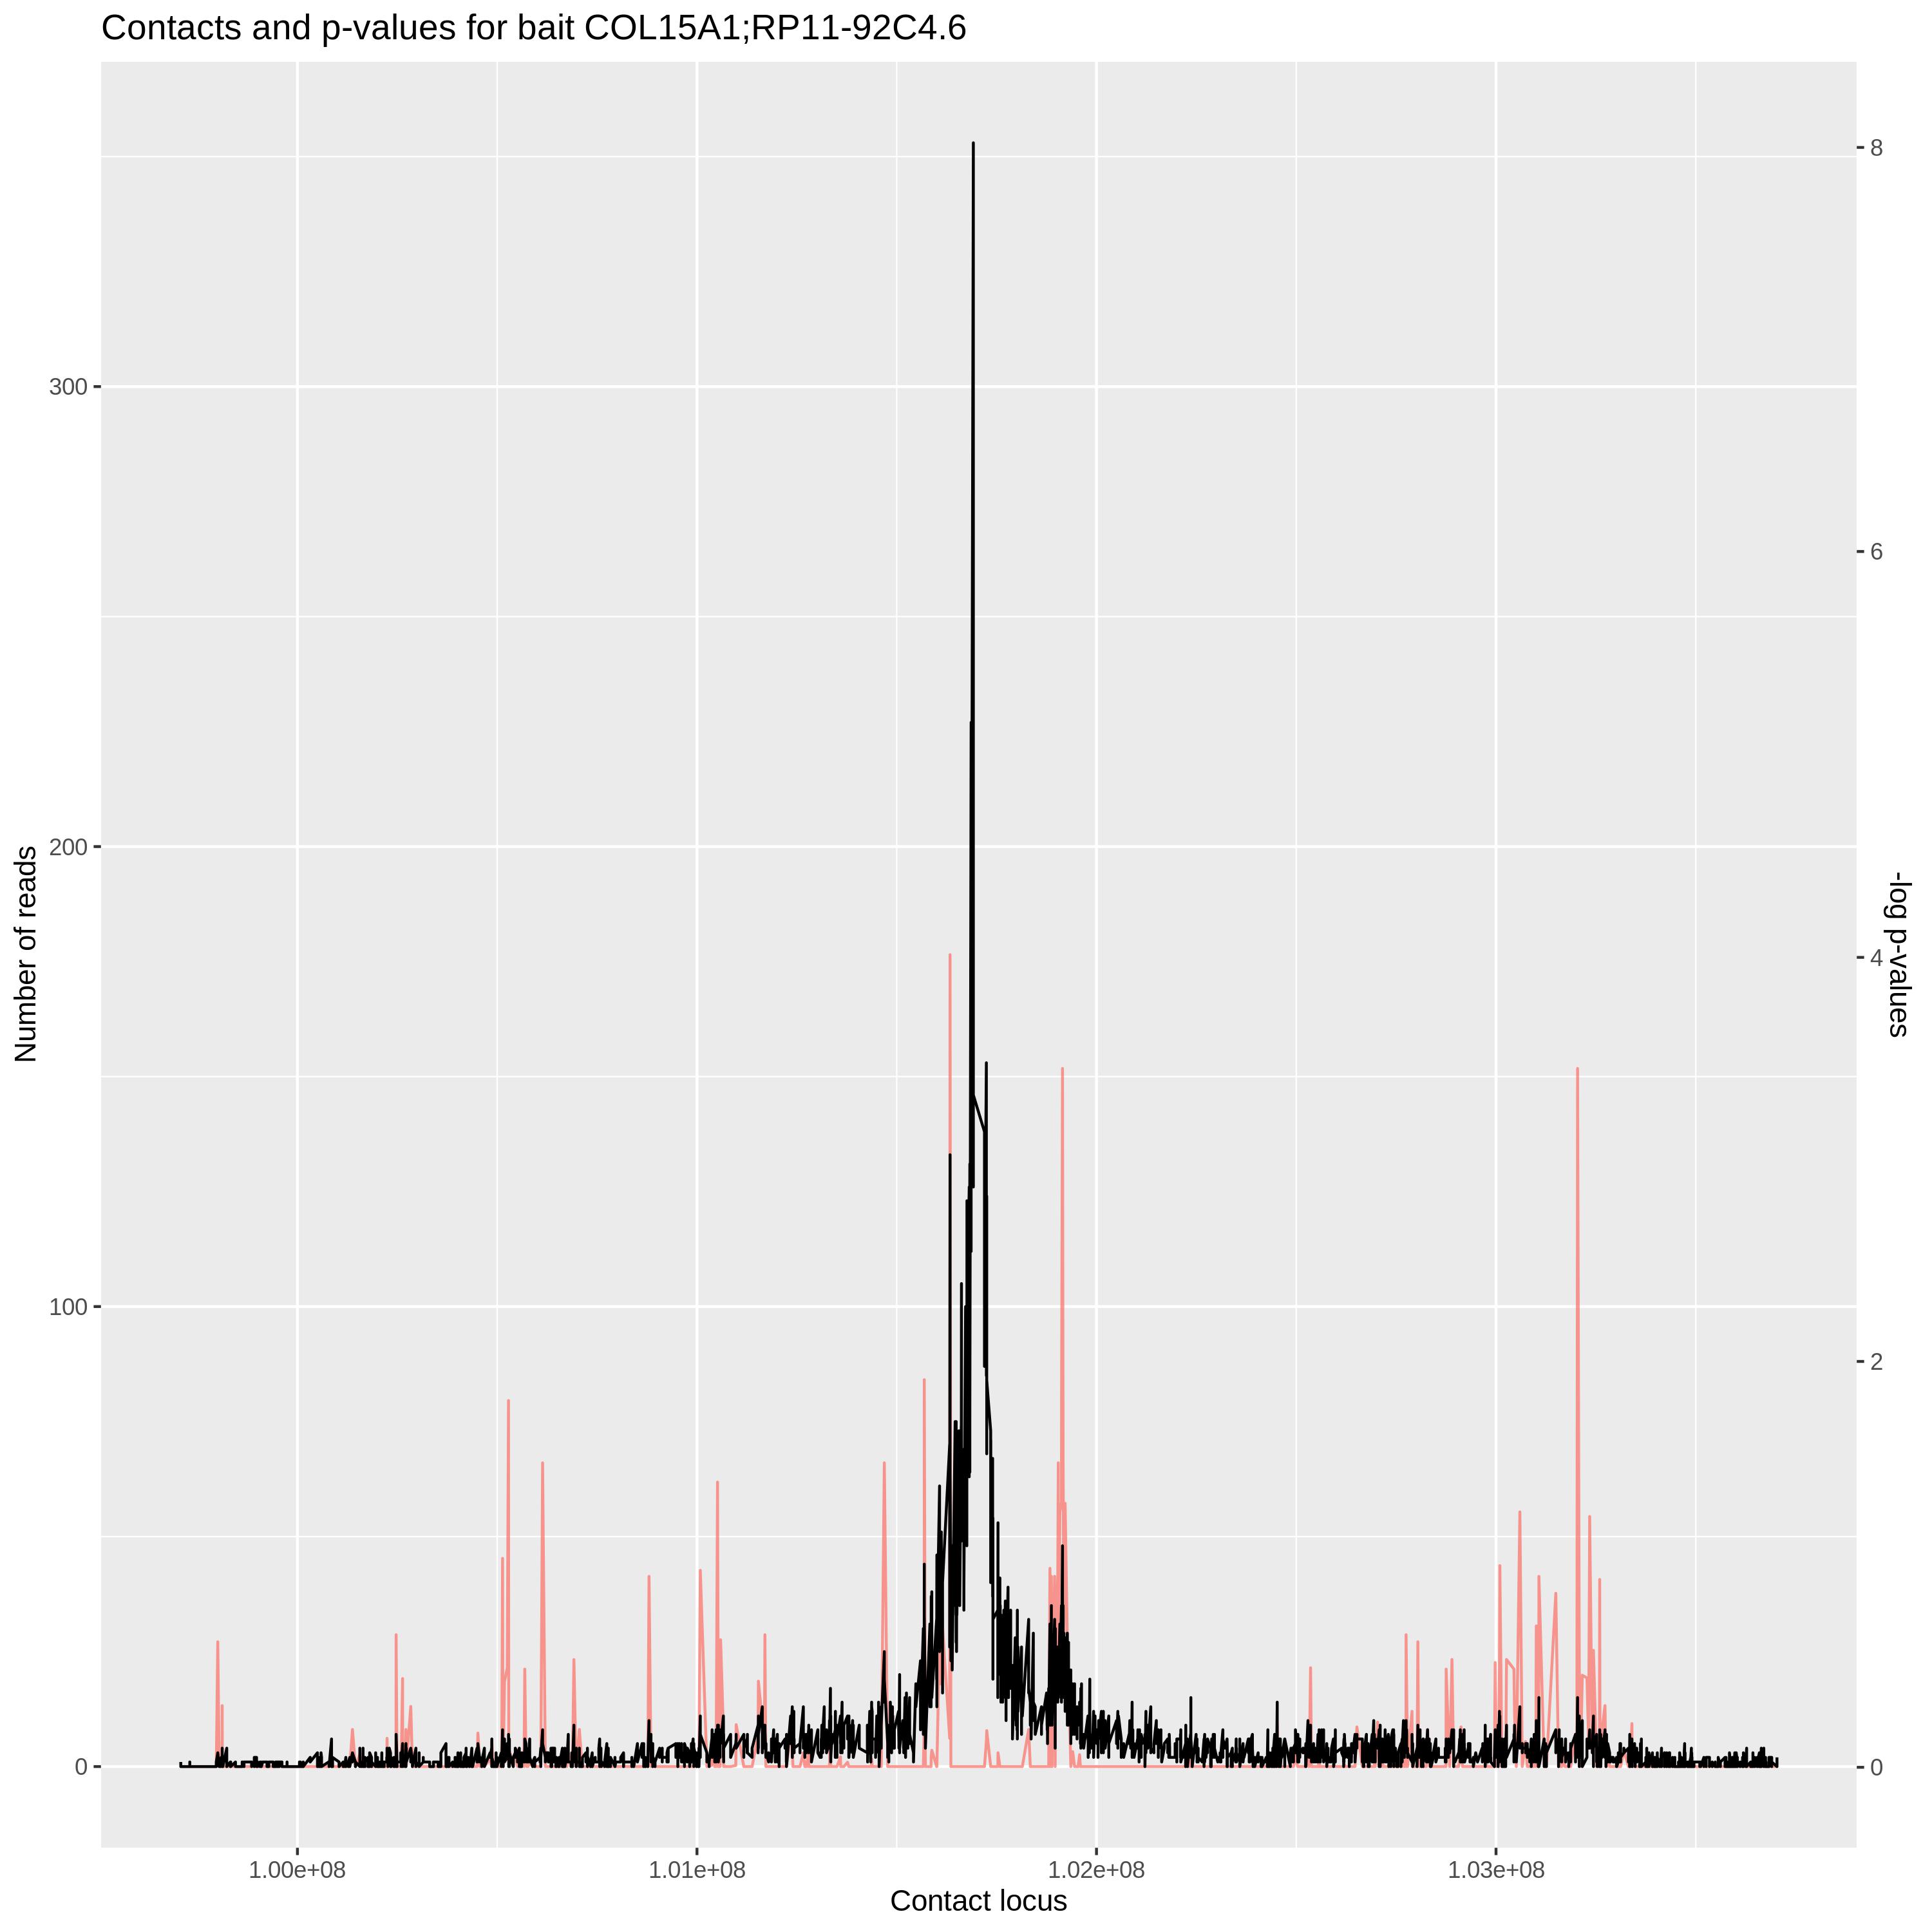 Contacts and p-values for bait COL15A1;RP11-92C4.6
Number of reads
300
200
100
0
8
6
4
2
0
-log p-values
1.00e+08 1.01e+08 1.02e+08 1.03e+08
Contact locus